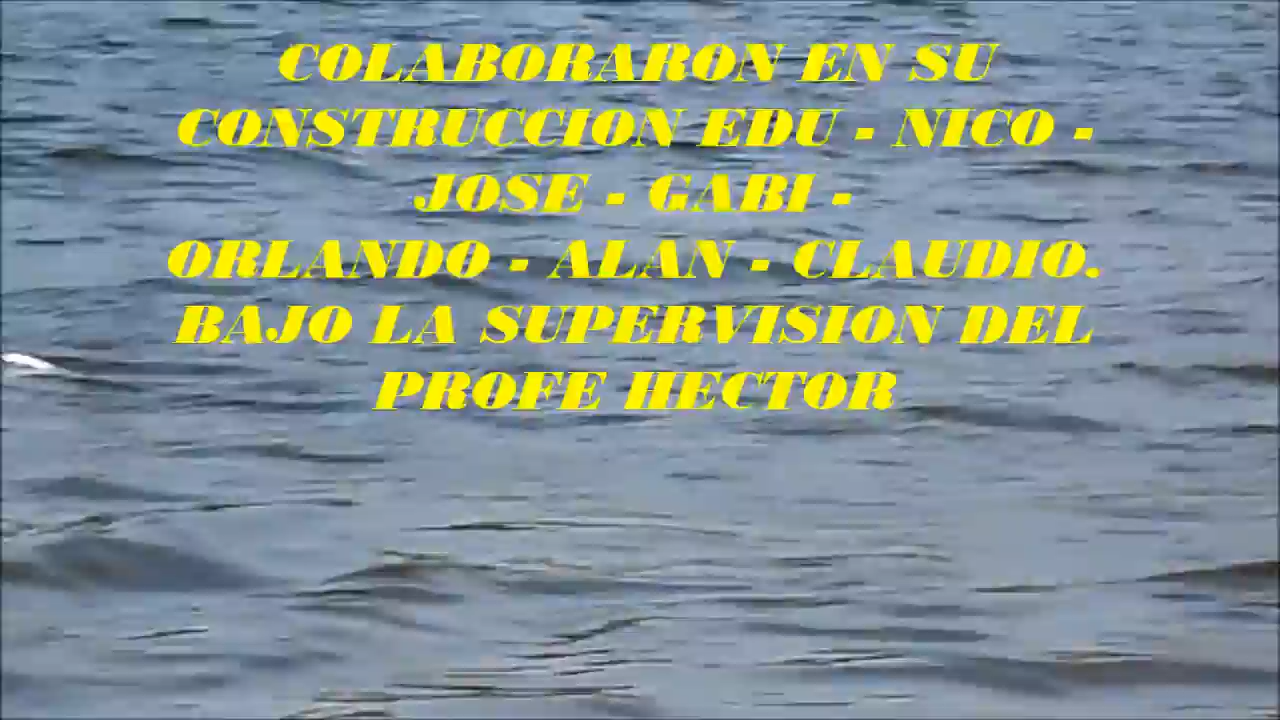 COLABORARON EN SU
CONSTRUCCION EDU - NICO -
JOSE - GABI -
ORLANDO - ALAN - CLAUDIO.
BAJO LA SUPERVISION DEL
PROFE HECTOR